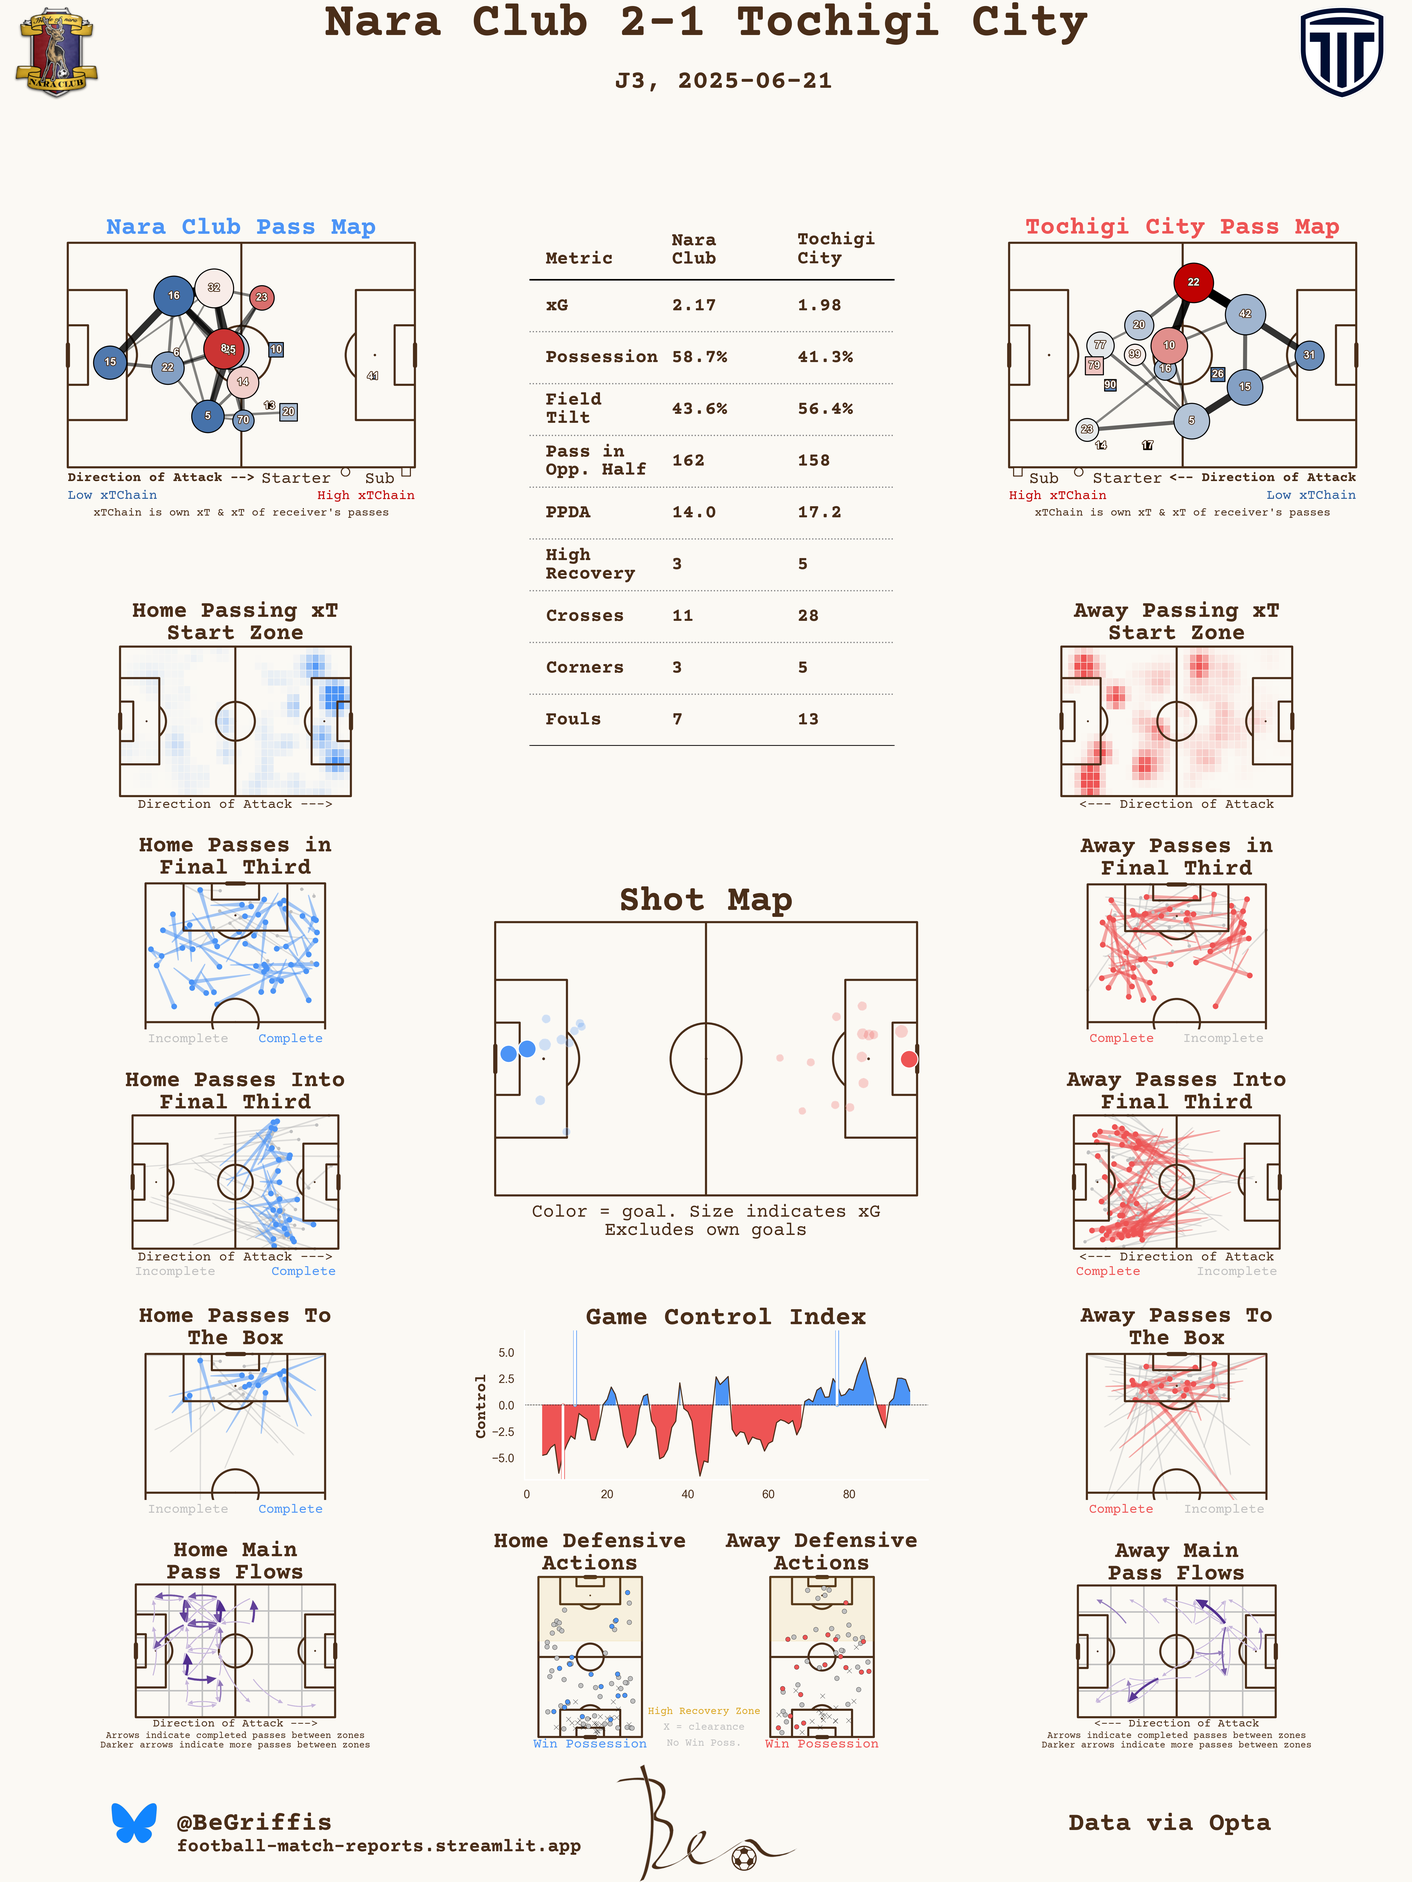 Nara Club 2-1 Tochigi City
J3, 2025-06-21
NARA CLUB
Nara Club Pass Map
16
32
23
15
22
6
8
25
10
14
41
5
70
13
20
Direction of Attack --> Starter Sub
Low xTChain High xTChain
xTChain is own xT & xT of receiver's passes
Metric Nara Club Tochigi City
xG 2.17 1.98
Possession 58.7% 41.3%
Field Tilt 43.6% 56.4%
Pass in Opp. Half 162 158
PPDA 14.0 17.2
High Recovery 3 5
Crosses 11 28
Corners 3 5
Fouls 7 13
Tochigi City Pass Map
22
20
42
77
99
10
31
79
16
26
90
15
5
23
14
17
Sub Starter <-- Direction of Attack
High xTChain Low xTChain
xTChain is own xT & xT of receiver's passes
Home Passing xT
Start Zone
Direction of Attack --->
Away Passing xT
Start Zone
<--- Direction of Attack
Home Passes in
Final Third
Incomplete Complete
Away Passes in
Final Third
Complete Incomplete
Shot Map
Color = goal. Size indicates xG
Excludes own goals
Home Passes Into
Final Third
Direction of Attack --->
Incomplete Complete
Away Passes Into
Final Third
<--- Direction of Attack
Complete Incomplete
Home Passes To
The Box
Incomplete Complete
Game Control Index
Control
5.0
2.5
0.0
−2.5
−5.0
0 20 40 60 80
Away Passes To
The Box
Complete Incomplete
Home Main
Pass Flows
Direction of Attack --->
Arrows indicate completed passes between zones
Darker arrows indicate more passes between zones
Home Defensive
Actions
Win Possession
High Recovery Zone
X = clearance
No Win Poss.
Away Defensive
Actions
Win Possession
Away Main
Pass Flows
<--- Direction of Attack
Arrows indicate completed passes between zones
Darker arrows indicate more passes between zones
@BeGriffis
football-match-reports.streamlit.app
Ben
Data via Opta